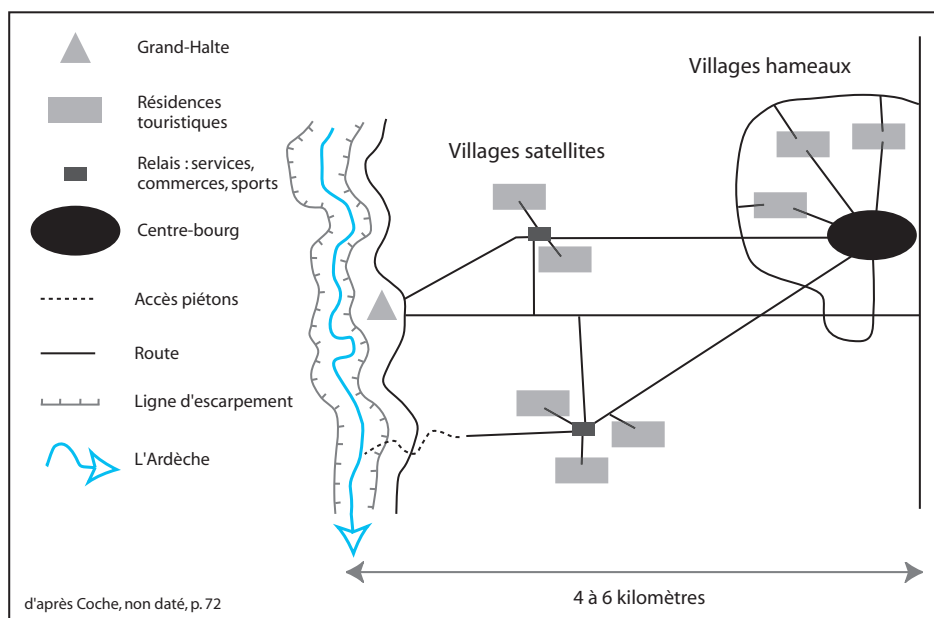 Grand-Halte
Résidences
touristiques
Relais : services,
commerces, sports
Centre-bourg
Accès piétons
Route
Ligne d'escarpement
L'Ardèche
d'après Coche, non daté, p. 72
Villages hameaux
Villages satellites
4 à 6 kilomètres